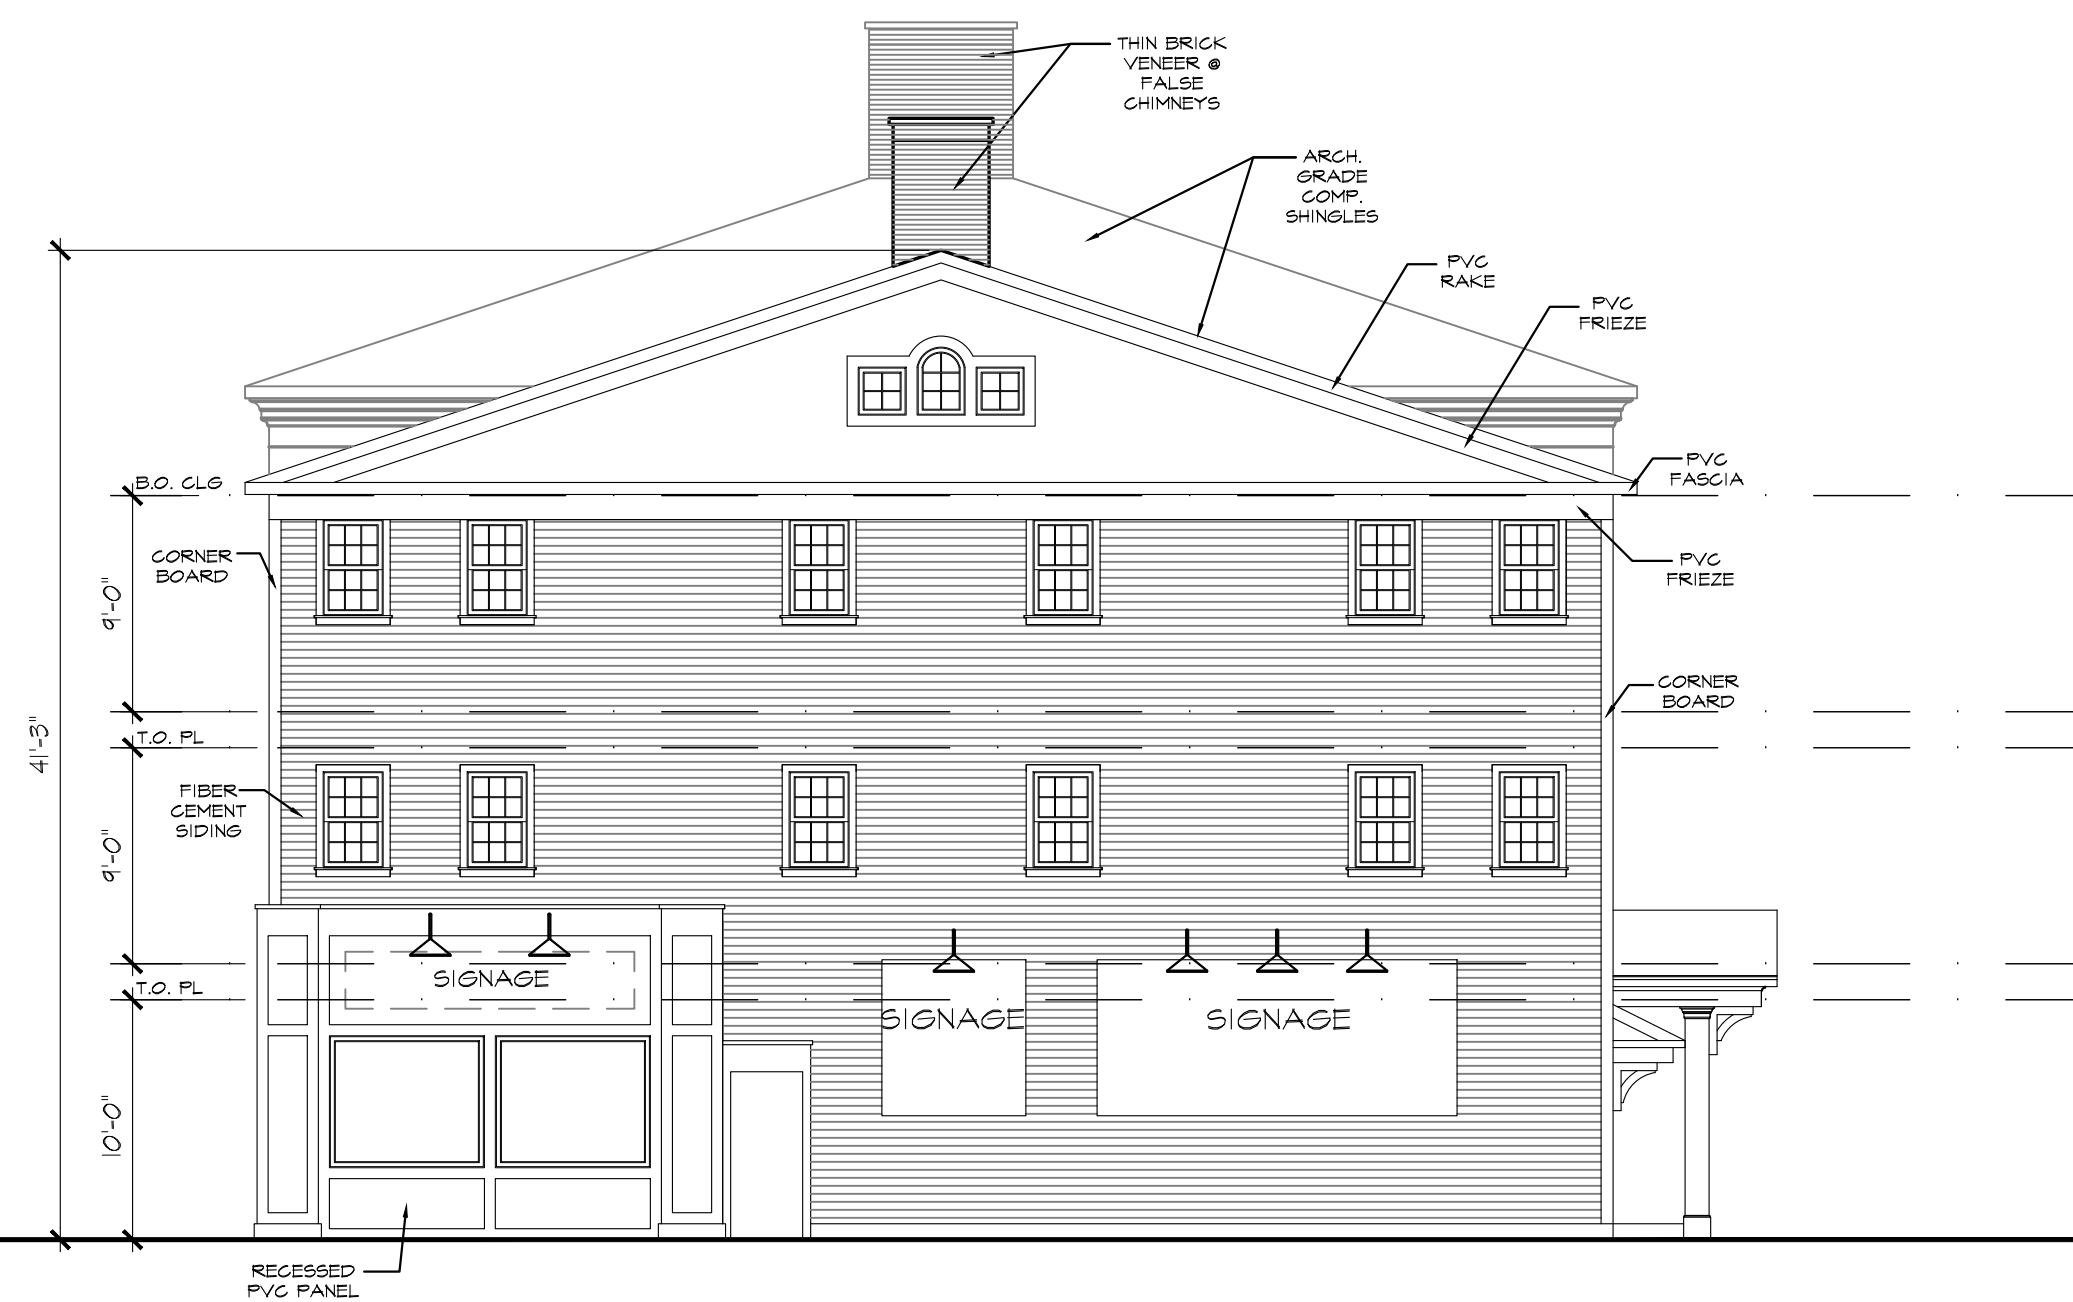 THIN BRICK
VENEER @
FALSE
CHIMNEYS
ARCH.
GRADE
COMP.
SHINGLES
PVC
RAKE
PVC
FRIEZE
PVC
FASCIA
B.O. CLG
CORNER
BOARD
PVC
FRIEZE
9'-0"
CORNER
BOARD
41'-3"
T.O. PL
FIBER
CEMENT
SIDING
9'-0"
SIGNAGE
T.O. PL
SIGNAGE
SIGNAGE
10'-0"
RECESSED
PVC PANEL